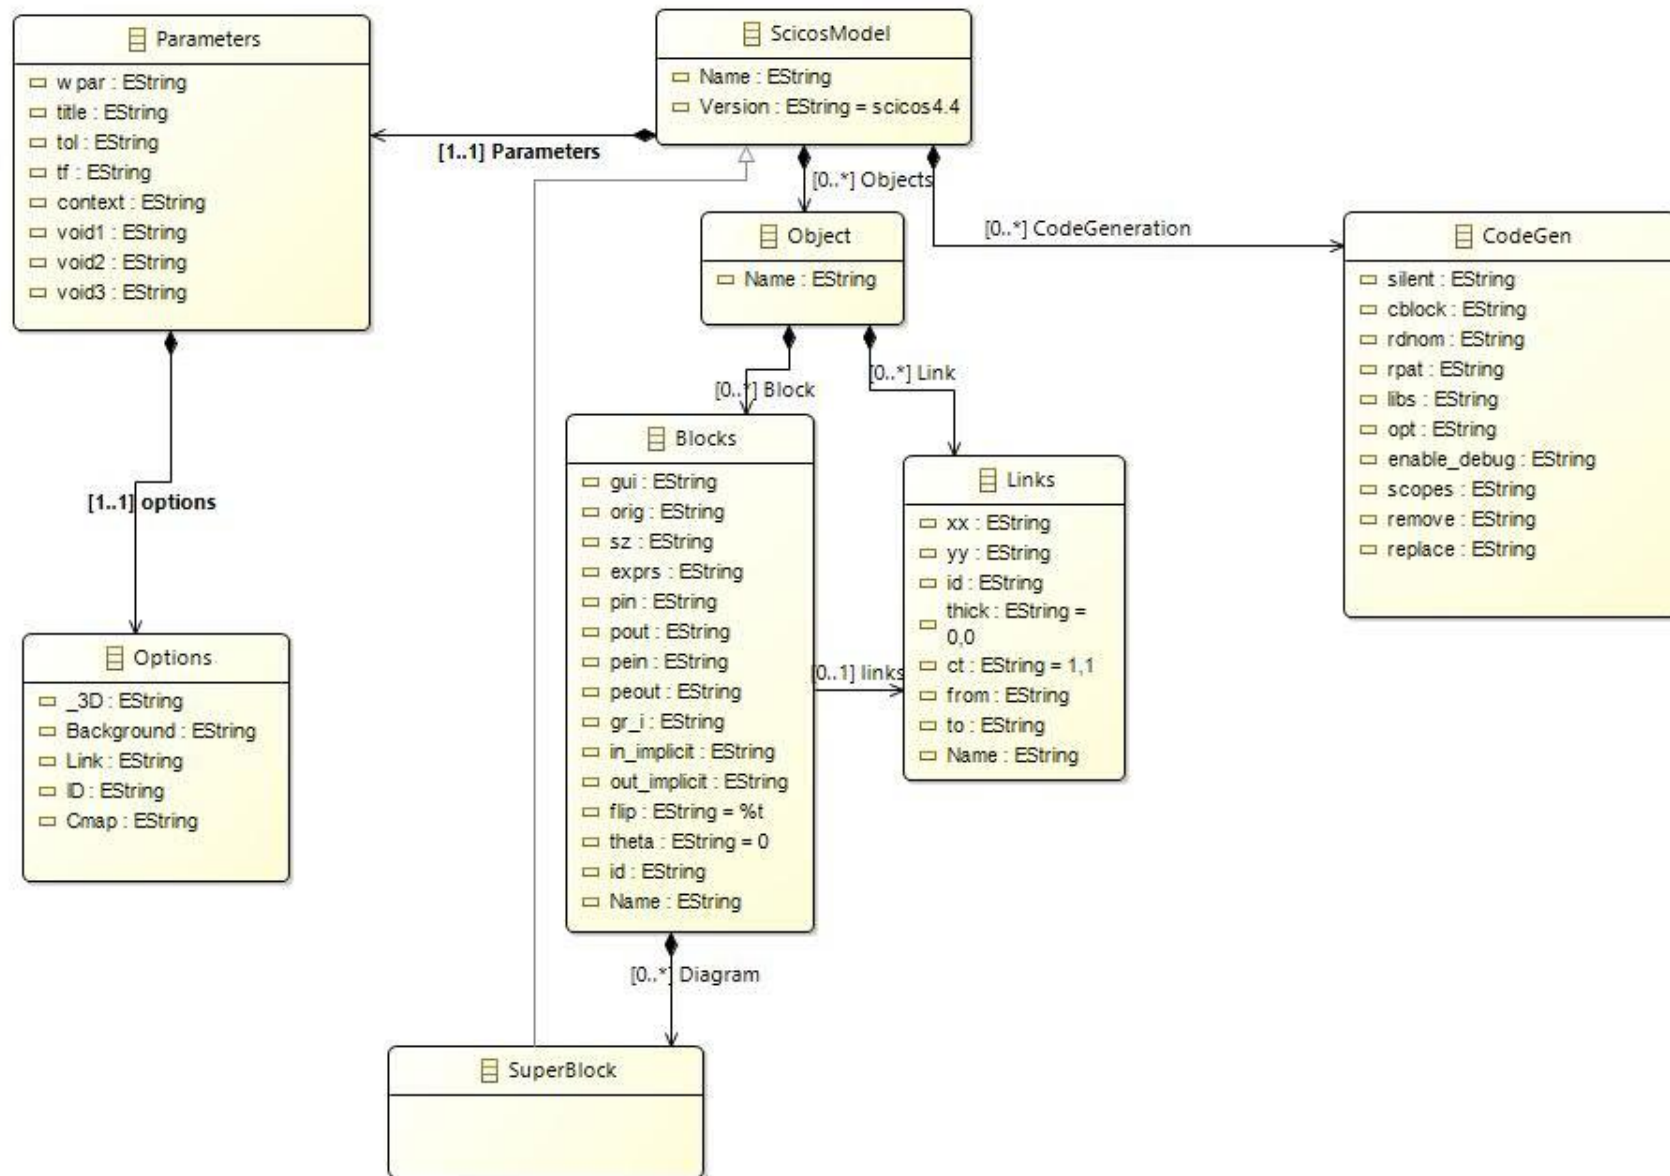 Parameters
w par : EString
title : EString
tol : EString
tf : EString
context : EString
void1 : EString
void2 : EString
void3 : EString
ScicosModel
Name : EString
Version : EString = scicos4.4
[1..1] Parameters
[0..*] Objects
[0..*] CodeGeneration
Object
Name : EString
CodeGen
silent : EString
cblock : EString
rdnom : EString
rpat : EString
libs : EString
opt : EString
enable_debug : EString
scopes : EString
remove : EString
replace : EString
[0..*] Block
[0..*] Link
[1..1] options
Blocks
gui : EString
orig : EString
sz : EString
exprs : EString
pin : EString
pout : EString
pein : EString
peout : EString
gr_i : EString
in_implicit : EString
out_implicit : EString
flip : EString = %t
theta : EString = 0
id : EString
Name : EString
Links
xx : EString
yy : EString
id : EString
thick : EString =
0,0
ct : EString = 1,1
from : EString
to : EString
Name : EString
[0..1] links
Options
_3D : EString
Background : EString
Link : EString
ID : EString
Cmap : EString
[0..*] Diagram
SuperBlock